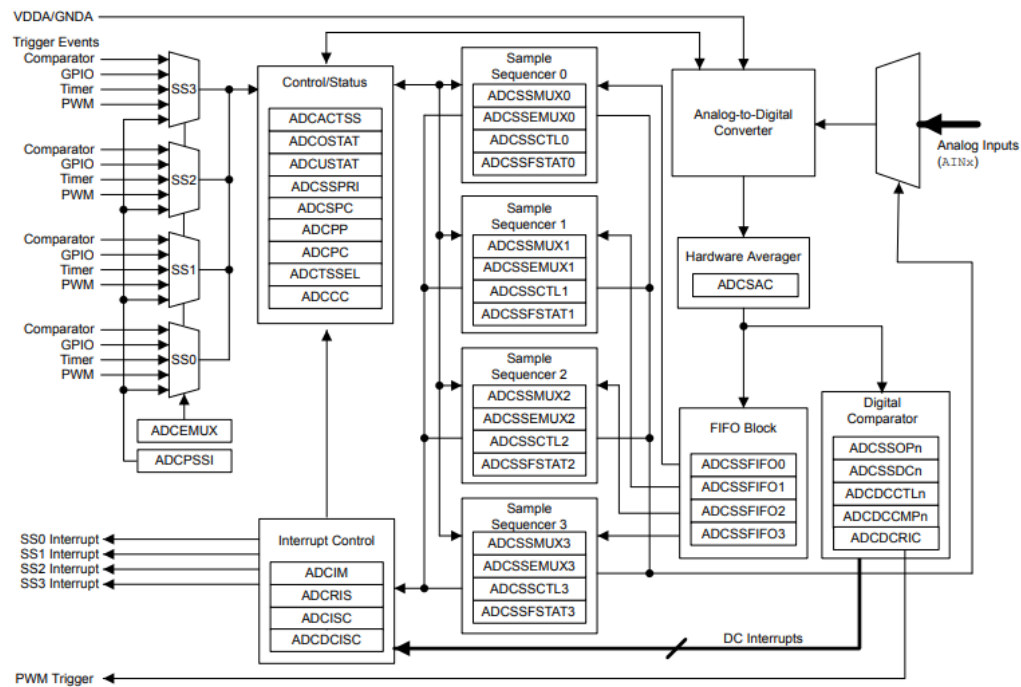 VDDA/GNDA
Trigger Events
Comparator
GPIO
Timer
PWM
SS3
Comparator
GPIO
Timer
PWM
SS2
Comparator
GPIO
Timer
PWM
SS1
Comparator
GPIO
Timer
PWM
SS0
ADCEMUX
ADCPSSI
Control/Status
ADCACTSS
ADCOSTAT
ADCUSTAT
ADCSSPRI
ADCSPC
ADCPP
ADCPC
ADCTSSEL
ADCCC
SS0 Interrupt
SS1 Interrupt
SS2 Interrupt
SS3 Interrupt
Interrupt Control
ADCIM
ADCRIS
ADCISC
ADCDCISC
PWM Trigger
Sample
Sequencer 0
ADCSSMUX0
ADCSSEMUX0
ADCSSCTL0
ADCSSFSTAT0
Sample
Sequencer 1
ADCSSMUX1
ADCSSEMUX1
ADCSSCTL1
ADCSSFSTAT1
Sample
Sequencer 2
ADCSSMUX2
ADCSSEMUX2
ADCSSCTL2
ADCSSFSTAT2
Sample
Sequencer 3
ADCSSMUX3
ADCSSEMUX3
ADCSSCTL3
ADCSSFSTAT3
Analog-to-Digital
Converter
Analog Inputs
(AINx)
Hardware Averager
ADCSAC
FIFO Block
ADCSSFIFO0
ADCSSFIFO1
ADCSSFIFO2
ADCSSFIFO3
Digital
Comparator
ADCSSOPn
ADCSSDCn
ADCDCCTLn
ADCDCCMPn
ADCDCRIC
DC Interrupts